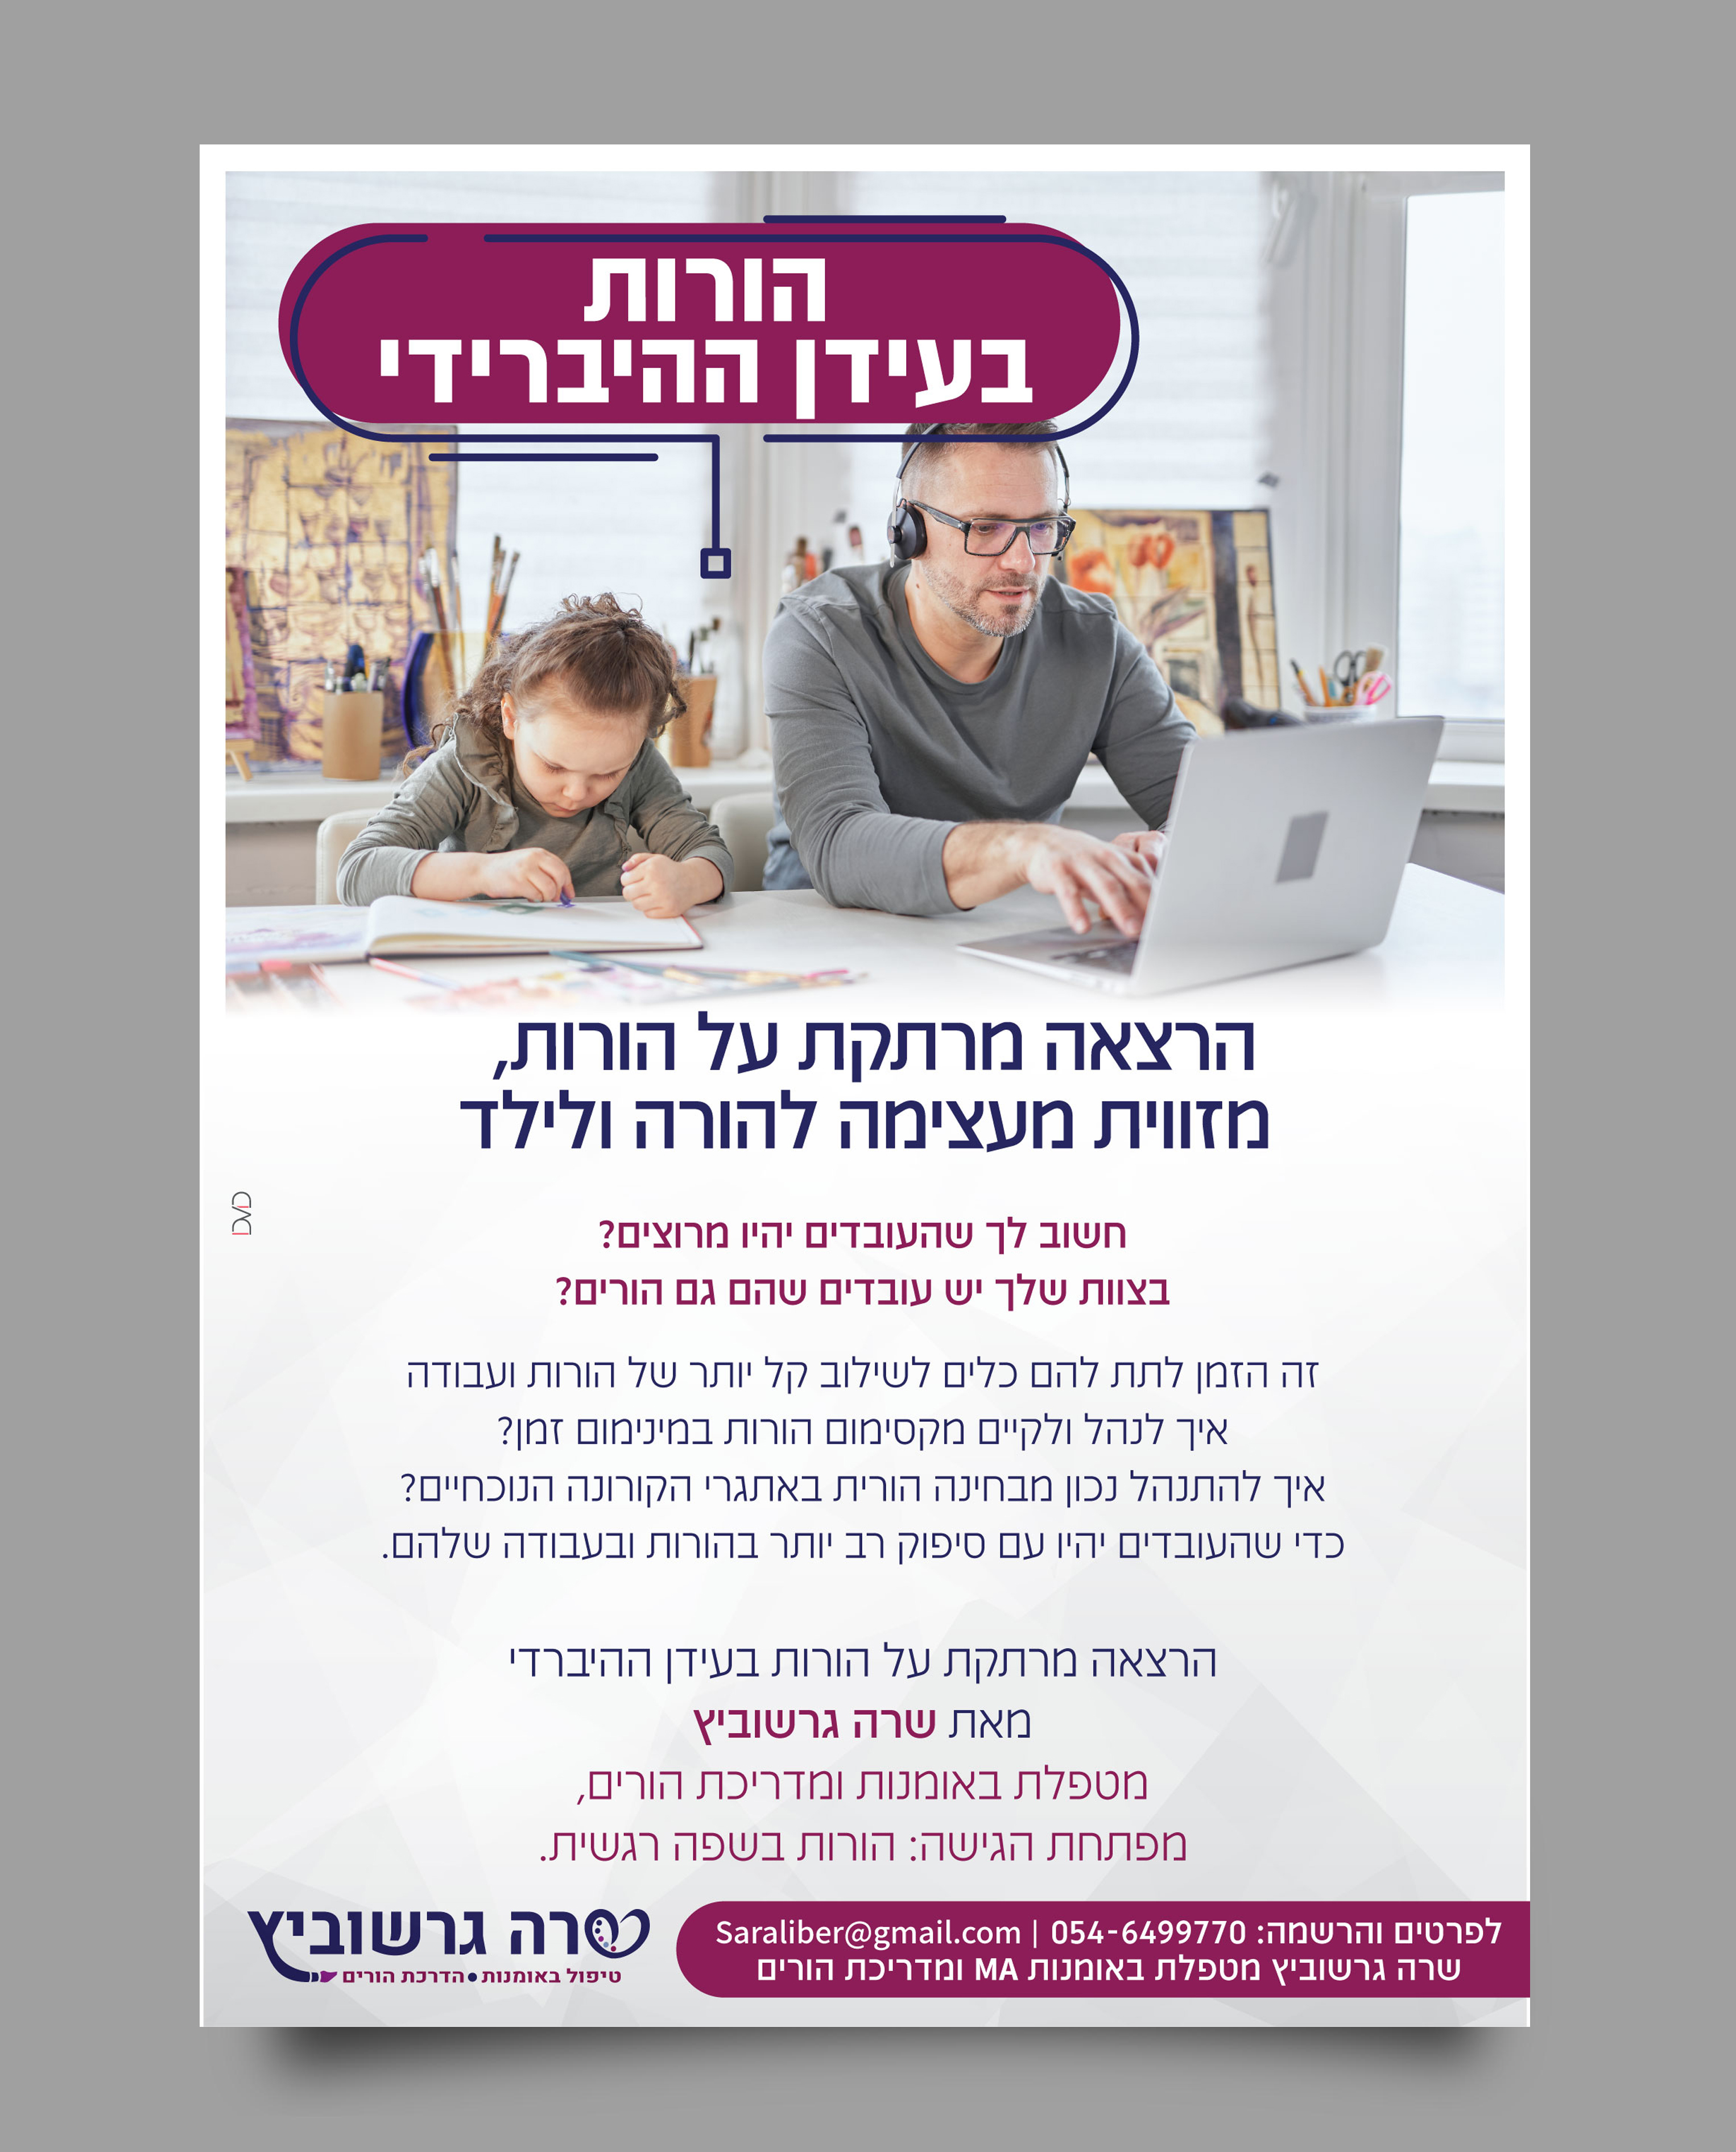 הורות
בעידן ההיברידי
הרצאה מרתקת על הורות,
מזווית מעצימה להורה ולילד
חשוב לך שהעובדים יהיו מרוצים?
בצוות שלך יש עובדים שהם גם הורים?
זה הזמן לתת להם כלים לשילוב קל יותר של הורות ועבודה
איך לנהל ולקיים מקסימום הורות במינימום זמן?
איך להתנהל נכון מבחינה הורית באתגרי הקורונה הנוכחיים?
כדי שהעובדים יהיו עם סיפוק רב יותר בהורות ובעבודה שלהם.
הרצאה מרתקת על הורות בעידן ההיברדי
מאת שרה גרשוביץ
מטפלת באומנות ומדריכת הורים,
מפתחת הגישה: הורות בשפה רגשית.
לפרטים והרשמה: 054-6499770 | Saraliber@gmail.com
שרה גרשוביץ מטפלת באומנות MA ומדריכת הורים
שרה גרשוביץ
טיפול באומנות • הדרכת הורים